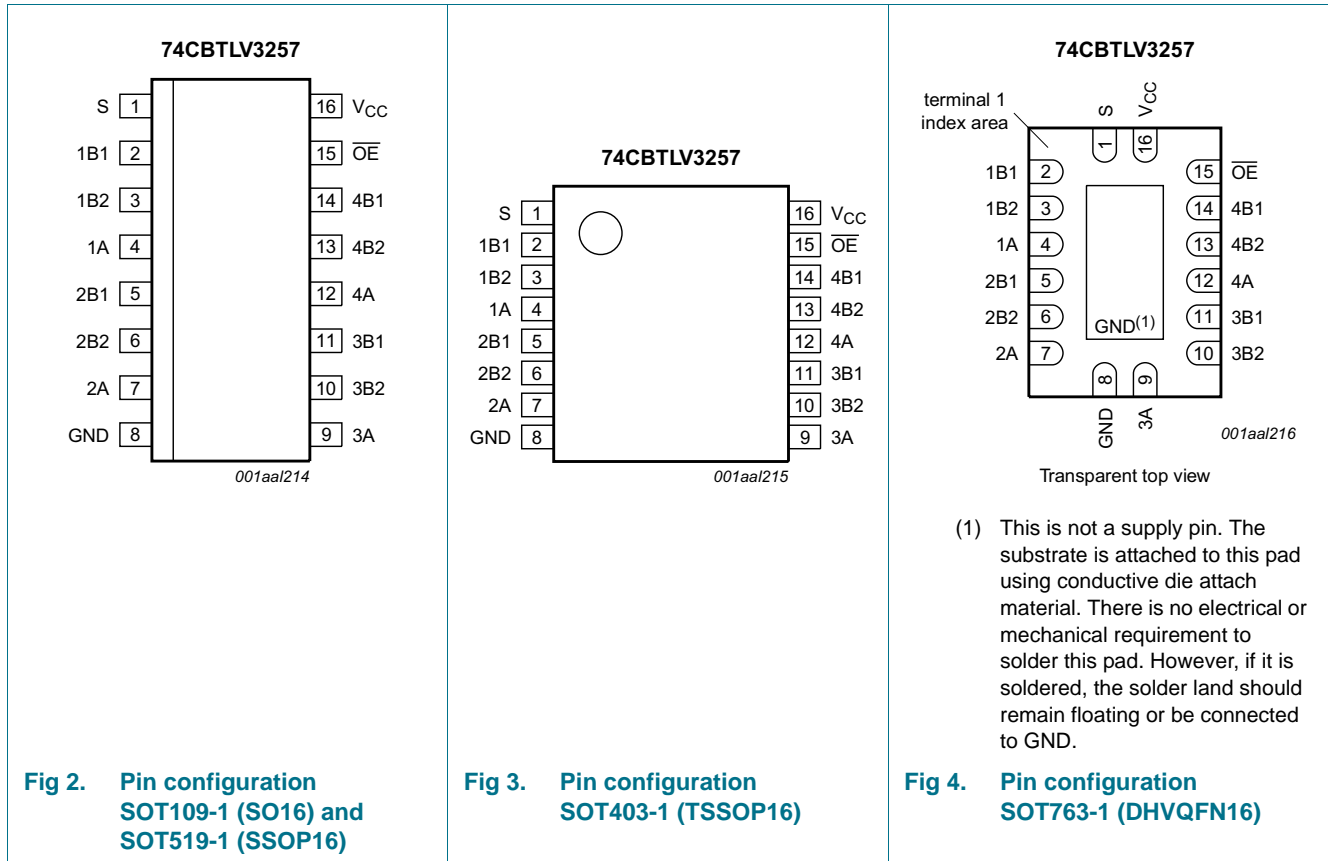 74CBTLV3257
S 1 16 VCC
1B1 2 15 OE
1B2 3 14 4B1
1A 4 13 4B2
2B1 5 12 4A
2B2 6 11 3B1
2A 7 10 3B2
GND 8 9 3A
001aal214
Fig 2. Pin configuration
SOT109-1 (SO16) and
SOT519-1 (SSOP16)
74CBTLV3257
S 1 16 VCC
1B1 2 15 OE
1B2 3 14 4B1
1A 4 13 4B2
2B1 5 12 4A
2B2 6 11 3B1
2A 7 10 3B2
GND 8 9 3A
001aal215
Fig 3. Pin configuration
SOT403-1 (TSSOP16)
74CBTLV3257
terminal 1
index area
S VCC
1 16
1B1 2 15 OE
1B2 3 14 4B1
1A 4 13 4B2
2B1 5 12 4A
2B2 6 11 3B1
GND(1)
2A 7 10 3B2
8 9
GND 3A
001aal216
Transparent top view
(1) This is not a supply pin. The
substrate is attached to this pad
using conductive die attach
material. There is no electrical or
mechanical requirement to
solder this pad. However, if it is
soldered, the solder land should
remain floating or be connected
to GND.
Fig 4. Pin configuration
SOT763-1 (DHVQFN16)